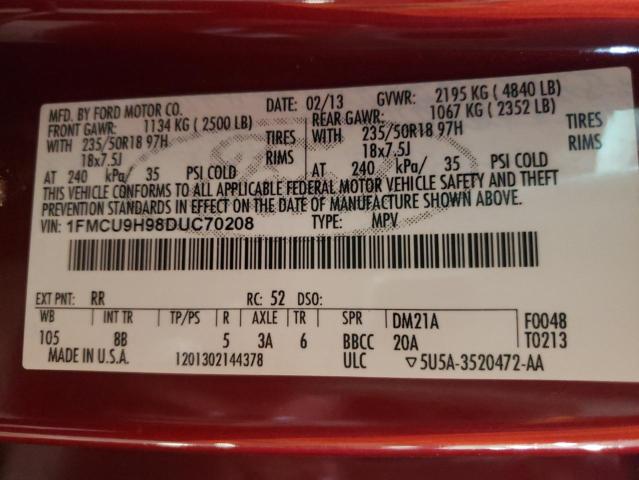 MFD. BY FORD MOTOR CO. DATE: 02/13 GVWR: 2195 KG ( 4840 LB)
FRONT GAWR: 1134 KG ( 2500 LB) REAR GAWR: 1067 KG ( 2352 LB)
WITH 235/50R18 97H TIRES WITH 235/50R18 97H TIRES
18x7.5J RIMS 18x7.5J RIMS
AT 240 kPa/ 35 PSI COLD AT 240 kPa/ 35 PSI COLD
THIS VEHICLE CONFORMS TO ALL APPLICABLE FEDERAL MOTOR VEHICLE SAFETY AND THEFT
PREVENTION STANDARDS IN EFFECT ON THE DATE OF MANUFACTURE SHOWN ABOVE.
VIN: 1FMCU9H98DUC70208 TYPE: MPV
EXT PNT: RR RC: 52 DSO:
WB INT TR TP/PS R AXLE TR SPR DM21A F0048
105 8B 5 3A 6 BBCC 20A T0213
MADE IN U.S.A. 1201302144378 ULC ▽5U5A-3520472-AA